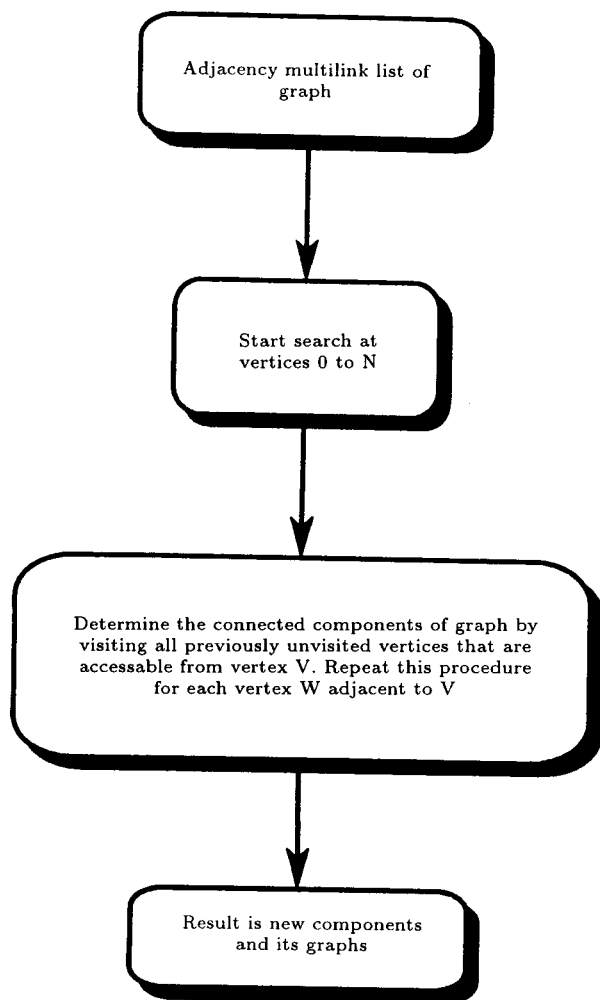 Adjacency multilink list of
graph
Start search at
vertices 0 to N
Determine the connected components of graph by
visiting all previously unvisited vertices that are
accessable from vertex V. Repeat this procedure
for each vertex W adjacent to V
Result is new components
and its graphs